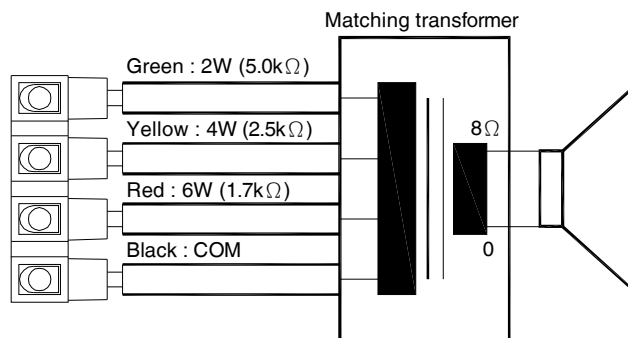 Matching transformer
Green : 2W (5.0kΩ)
Yellow : 4W (2.5kΩ)
8Ω
Red : 6W (1.7kΩ)
Black : COM
0